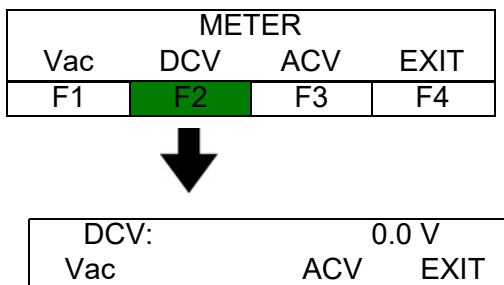 METER
Vac DCV ACV EXIT
F1 F2 F3 F4
DCV: 0.0 V
Vac ACV EXIT